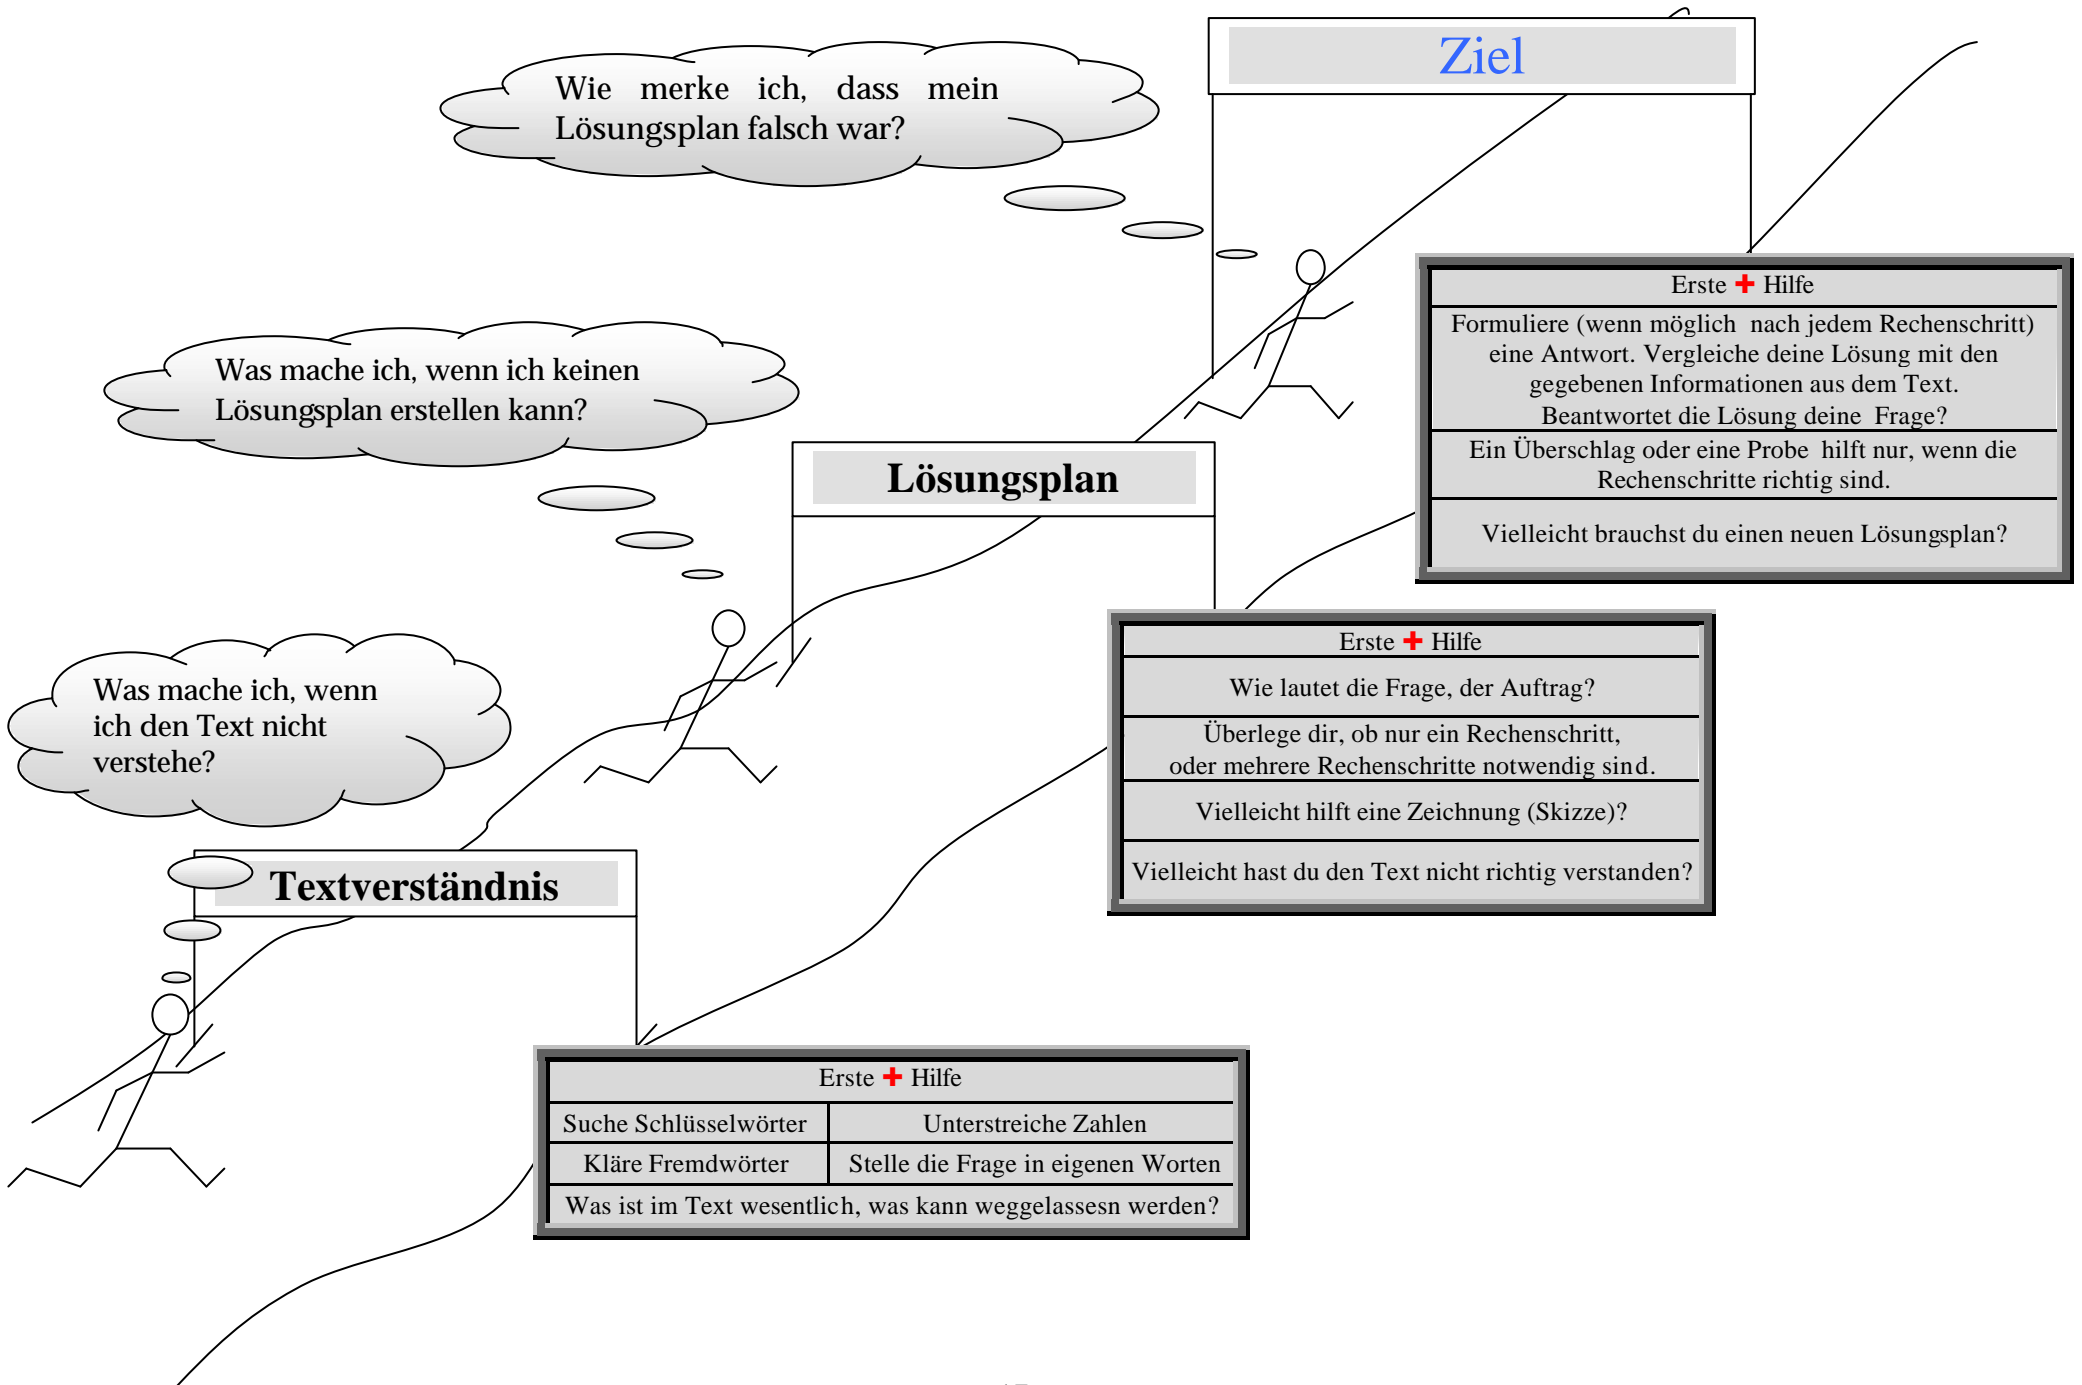 Ziel
Wie merke ich, dass mein
Lösungsplan falsch war?
Erste + Hilfe
Formuliere (wenn möglich nach jedem Rechenschritt)
eine Antwort. Vergleiche deine Lösung mit den
gegebenen Informationen aus dem Text.
Beantwortet die Lösung deine Frage?
Ein Überschlag oder eine Probe hilft nur, wenn die
Rechenschritte richtig sind.
Vielleicht brauchst du einen neuen Lösungsplan?
Was mache ich, wenn ich keinen
Lösungsplan erstellen kann?
Lösungsplan
Erste + Hilfe
Wie lautet die Frage, der Auftrag?
Überlege dir, ob nur ein Rechenschritt,
oder mehrere Rechenschritte notwendig sind.
Vielleicht hilft eine Zeichnung (Skizze)?
Vielleicht hast du den Text nicht richtig verstanden?
Was mache ich, wenn
ich den Text nicht
verstehe?
Textverständnis
Erste + Hilfe
Suche Schlüsselwörter
Unterstreiche Zahlen
Kläre Fremdwörter
Stelle die Frage in eigenen Worten
Was ist im Text wesentlich, was kann weggelassesn werden?